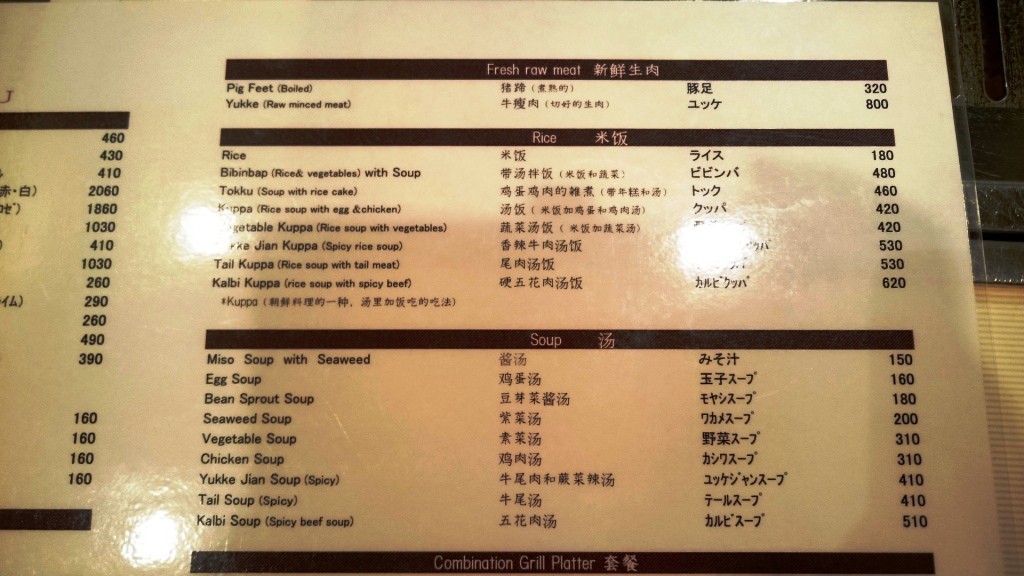 U
460
430
410
赤・白) 2060
1860
1030
410
1030
260
イム) 290
260
490
390
160
160
160
160
Fresh raw meat 新鲜生肉
Pig Feet (Boiled) 猪蹄 (煮熟的) 豚足 320
Yukke (Raw minced meat) 牛瘦肉 (切好的生肉) ユッケ 800
Rice 米饭
Rice 米饭 ライス 180
Bibinbap (Rice& vegetables) with Soup 带汤拌饭 (米饭和蔬菜) ビビンバ 480
Tokku (Soup with rice cake) 鸡蛋鸡肉的雑煮 (带年糕和汤) トック 460
Kuppa (Rice soup with egg &chicken) 汤饭 ( 米饭加鸡蛋和鸡肉汤) クッパ 420
Kuppa (Rice soup with vegetables) 蔬菜汤饭 ( 米饭加蔬菜汤) 420
Jian Kuppa (Spicy rice soup) 香辣牛肉汤饭 530
Tail Kuppa (Rice soup with tail meat) 尾肉汤饭 530
Kalbi Kuppa (rice soup with spicy beef) 硬五花肉汤饭 カルビクッパ 620
*Kuppa (朝鲜料理的一种, 汤里加饭吃的吃法)
Soup 汤
Miso Soup with Seaweed 酱汤 みそ汁 150
Egg Soup 鸡蛋汤 玉子スープ 160
Bean Sprout Soup 豆芽菜酱汤 モヤシスープ 180
Seaweed Soup 紫菜汤 ワカメスープ 200
Vegetable Soup 素菜汤 野菜スープ 310
Chicken Soup 鸡肉汤 カシワスープ 310
Yukke Jian Soup (Spicy) 牛尾肉和蕨菜辣汤 ユッケジャンスープ 410
Tail Soup (Spicy) 牛尾汤 テールスープ 410
Kalbi Soup (Spicy beef soup) 五花肉汤 カルビスープ 510
Combination Grill Platter 套餐